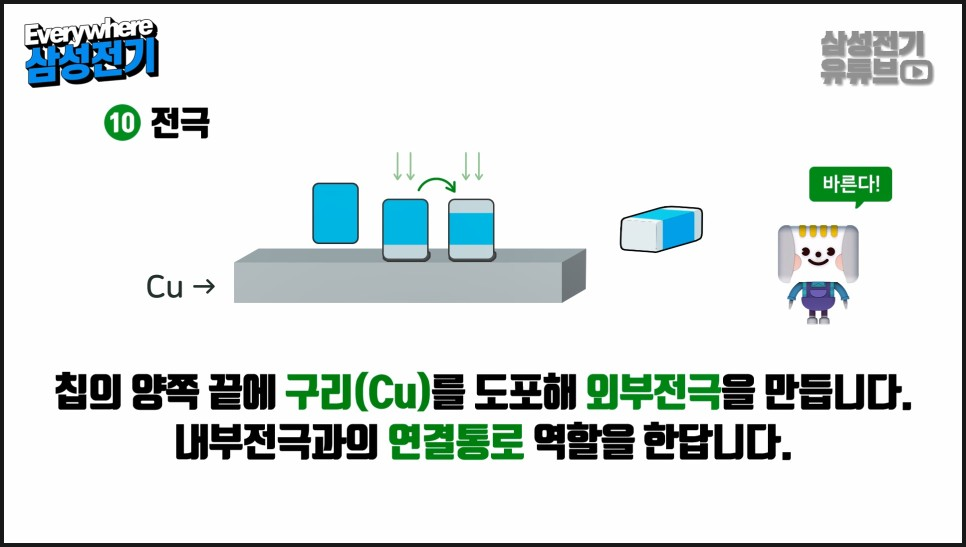 Everywhere
삼성전기
삼성전기
유튜브
10 전극
바른다!
Cu →
칩의 양쪽 끝에 구리(Cu)를 도포해 외부전극을 만듭니다.
내부전극과의 연결통로 역할을 한답니다.